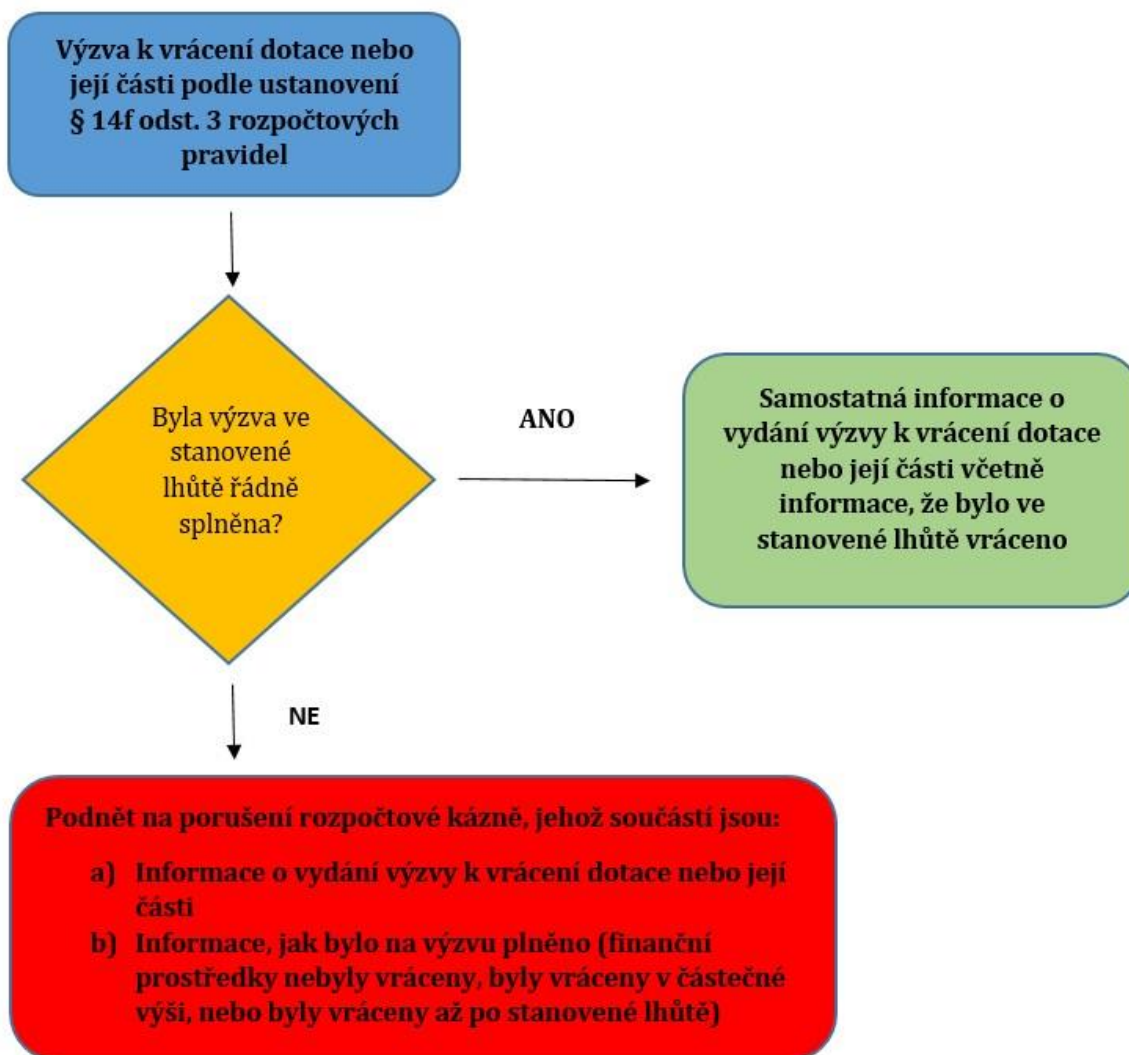 Výzva k vrácení dotace nebo
její části podle ustanovení
§ 14f odst. 3 rozpočtových
pravidel
Byla výzva ve
stanovené
lhůtě řádně
splněna?
ANO
Samostatná informace o
vydání výzvy k vrácení dotace
nebo její části včetně
informace, že bylo ve
stanovené lhůtě vráceno
NE
Podnět na porušení rozpočtové kázně, jehož součástí jsou:
a) Informace o vydání výzvy k vrácení dotace nebo její
části
b) Informace, jak bylo na výzvu plněno (finanční
prostředky nebyly vráceny, byly vráceny v částečné
výši, nebo byly vráceny až po stanovené lhůtě)